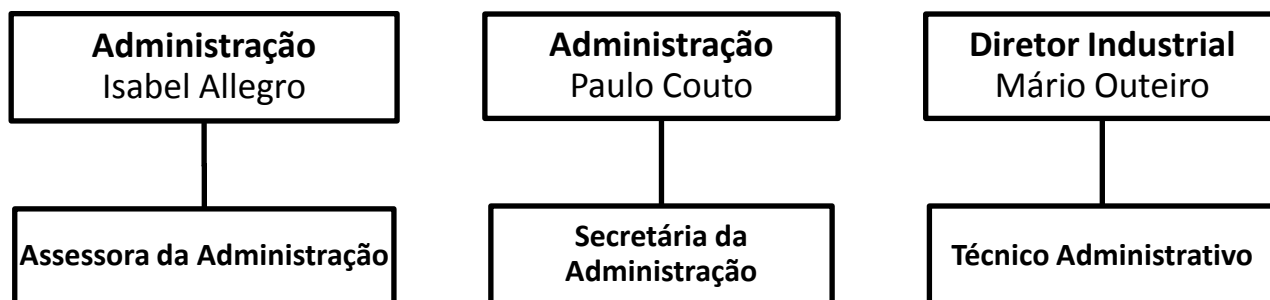 Administração
Isabel Allegro
Administração
Paulo Couto
Diretor Industrial
Mário Outeiro
Assessora da Administração
Secretária da
Administração
Técnico Administrativo